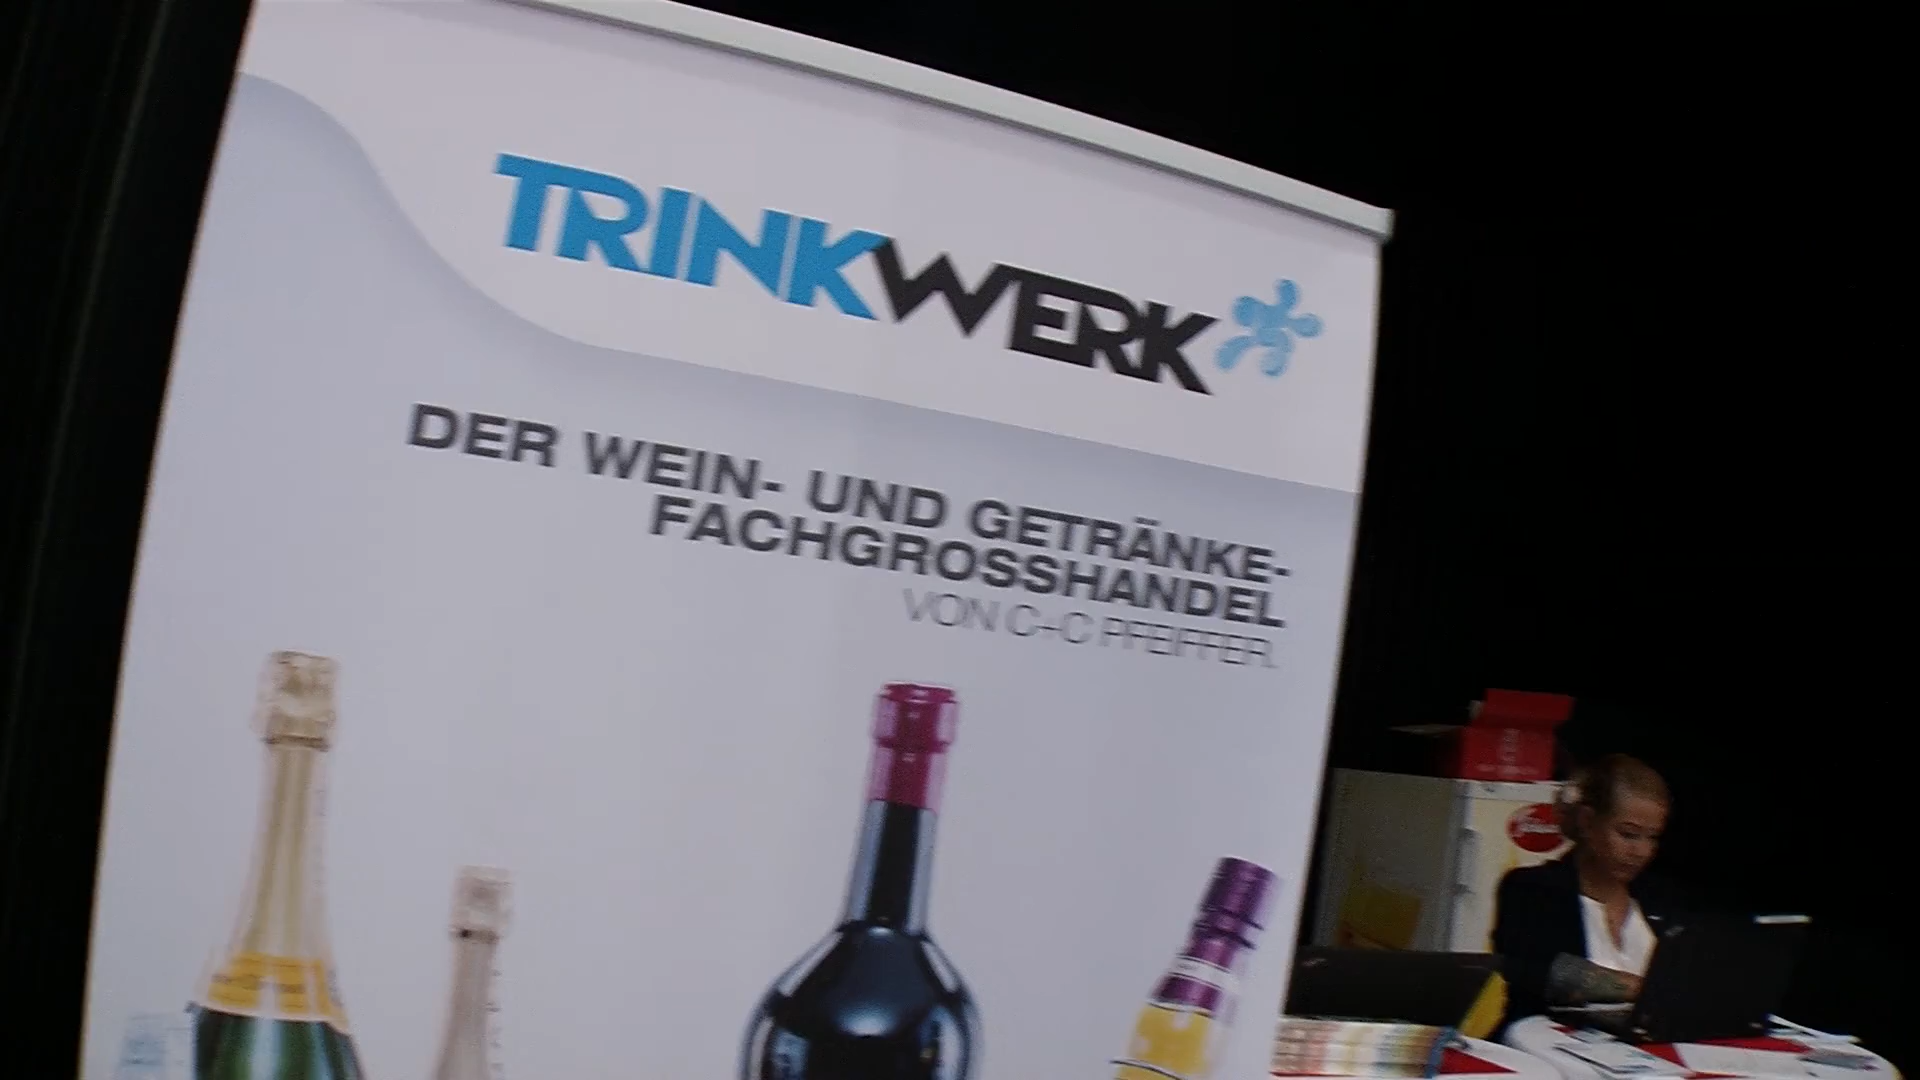 TRINKWERK
DER WEIN- UND GETRÄNKE-
FACHGROSSHANDEL
VON C+C PFEIFFER.